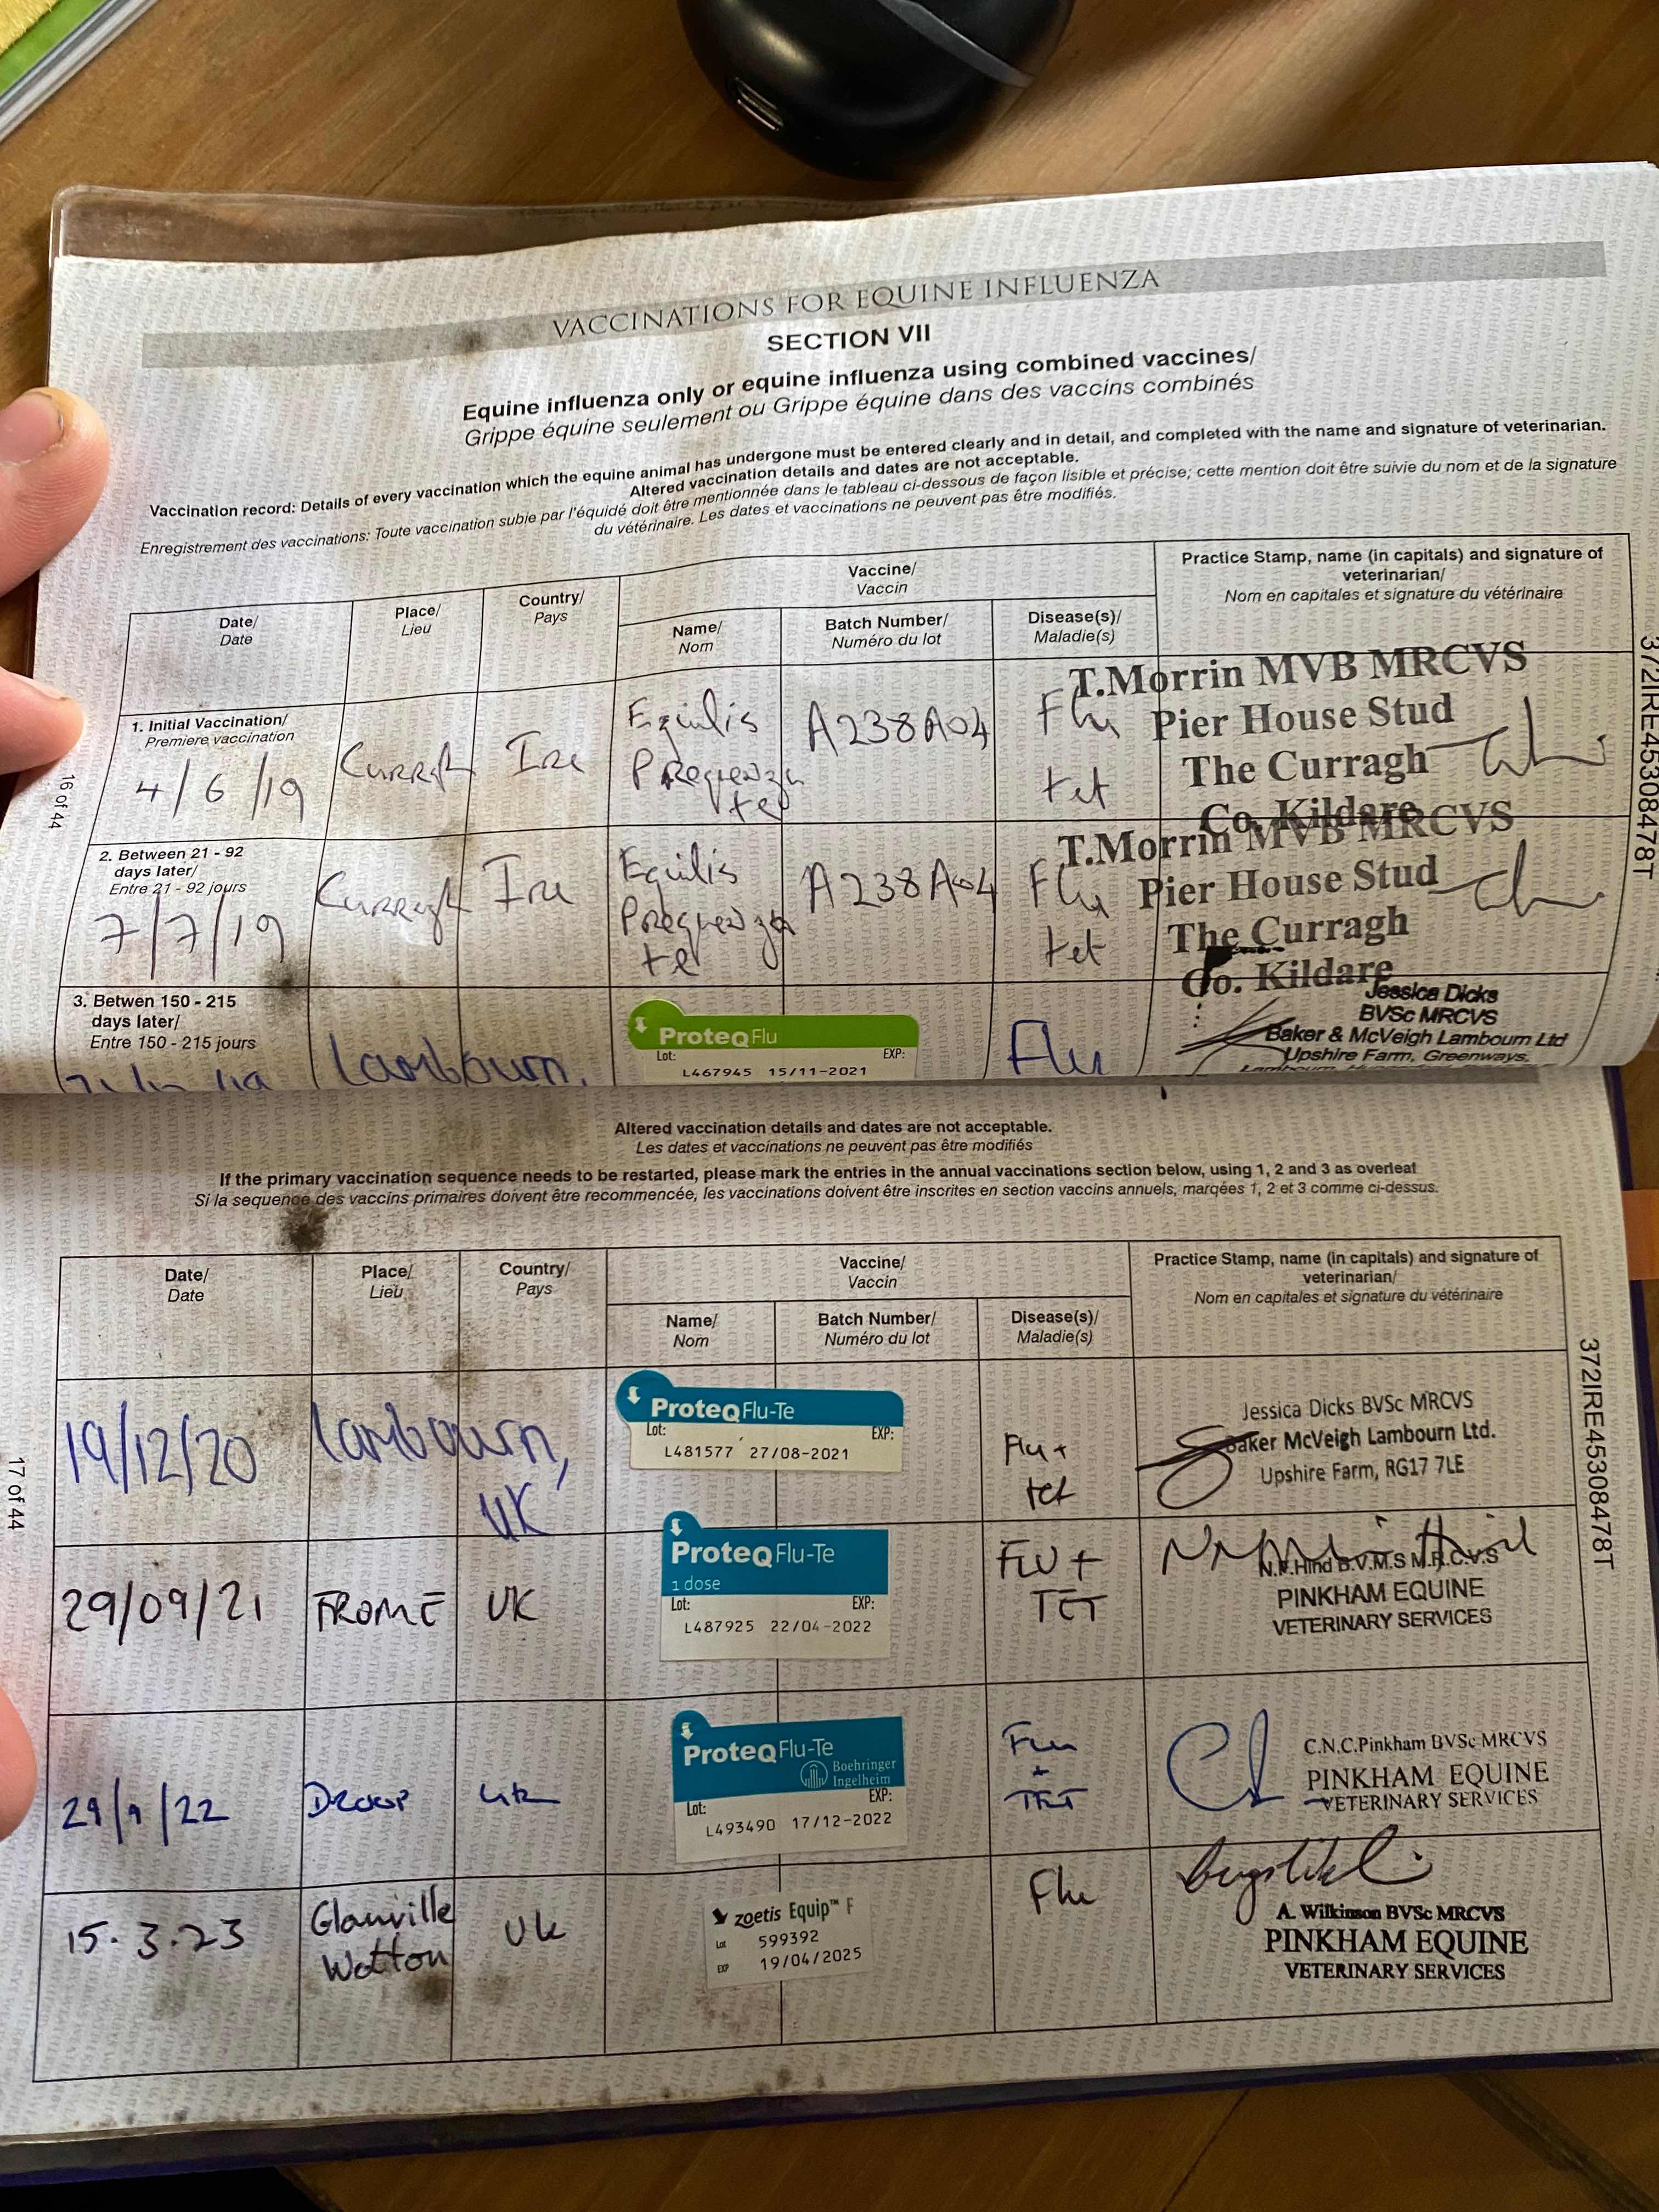 VACCINATIONS FOR EQUINE INFLUENZA
SECTION VII
Equine influenza only or equine influenza using combined vaccines/
Grippe équine seulement ou Grippe équine dans des vaccins combinés
Vaccination record: Details of every vaccination which the equine animal has undergone must be entered clearly and in detail, and completed with the name and signature of veterinarian.
Altered vaccination details and dates are not acceptable.
Enregistrement des vaccinations: Toute vaccination subie par l'équidé doit être mentionnée dans le tableau ci-dessous de façon lisible et précise; cette mention doit être suivie du nom et de la signature
du vétérinaire. Les dates et vaccinations ne peuvent pas être modifiés.
Date/
Date
Place/
Lieu
Country/
Pays
Vaccine/
Vaccin
Name/
Nom
Batch Number/
Numéro du lot
Disease(s)/
Maladie(s)
Practice Stamp, name (in capitals) and signature of
veterinarian/
Nom en capitales et signature du vétérinaire
1. Initial Vaccination/
Premiere vaccination
4/6/19
Curragh
Ire
Equilis
Prequenza
te
A238A04
Flu
tet
T.Morrin MVB MRCVS
Pier House Stud
The Curragh
Co. Kildare
2. Between 21 - 92
days later/
Entre 21 - 92 jours
7/7/19
Curragh
Ire
Equilis
Prequenza
te
A238A04
Flu
tet
T.Morrin MVB MRCVS
Pier House Stud
The Curragh
Co. Kildare
3. Betwen 150 - 215
days later/
Entre 150 - 215 jours
Lambourn,
ProteqFlu
Lot: EXP:
L467945 15/11-2021
Flu
Jessica Dicks
BVSc MRCVS
Baker & McVeigh Lambourn Ltd
Upshire Farm, Greenways,
16 of 44
372IRE45308478T
Altered vaccination details and dates are not acceptable.
Les dates et vaccinations ne peuvent pas être modifiés
If the primary vaccination sequence needs to be restarted, please mark the entries in the annual vaccinations section below, using 1, 2 and 3 as overleaf
Si la sequence des vaccins primaires doivent être recommencée, les vaccinations doivent être inscrites en section vaccins annuels, marqées 1, 2 et 3 comme ci-dessus.
Date/
Date
Place/
Lieu
Country/
Pays
Vaccine/
Vaccin
Name/
Nom
Batch Number/
Numéro du lot
Disease(s)/
Maladie(s)
Practice Stamp, name (in capitals) and signature of
veterinarian/
Nom en capitales et signature du vétérinaire
19/12/20
Lambourn,
UK
ProteqFlu-Te
Lot: EXP:
L481577 27/08-2021
Flu +
tet
Jessica Dicks BVSc MRCVS
Baker McVeigh Lambourn Ltd.
Upshire Farm, RG17 7LE
29/09/21
FROME
UK
ProteqFlu-Te
1 dose
Lot: EXP:
L487925 22/04-2022
FLU +
TET
N.F.Hind B.V.M.S M.R.C.V.S
PINKHAM EQUINE
VETERINARY SERVICES
29/9/22
Droop
UK
ProteqFlu-Te
Boehringer
Ingelheim
Lot: EXP:
L493490 17/12-2022
Flu
+
TET
C.N.C.Pinkham BVSc MRCVS
PINKHAM EQUINE
VETERINARY SERVICES
15.3.23
Glanville
Wotton
Uk
zoetis Equip™ F
Lot 599392
EXP 19/04/2025
Flu
A. Wilkinson BVSc MRCVS
PINKHAM EQUINE
VETERINARY SERVICES
17 of 44
372IRE45308478T